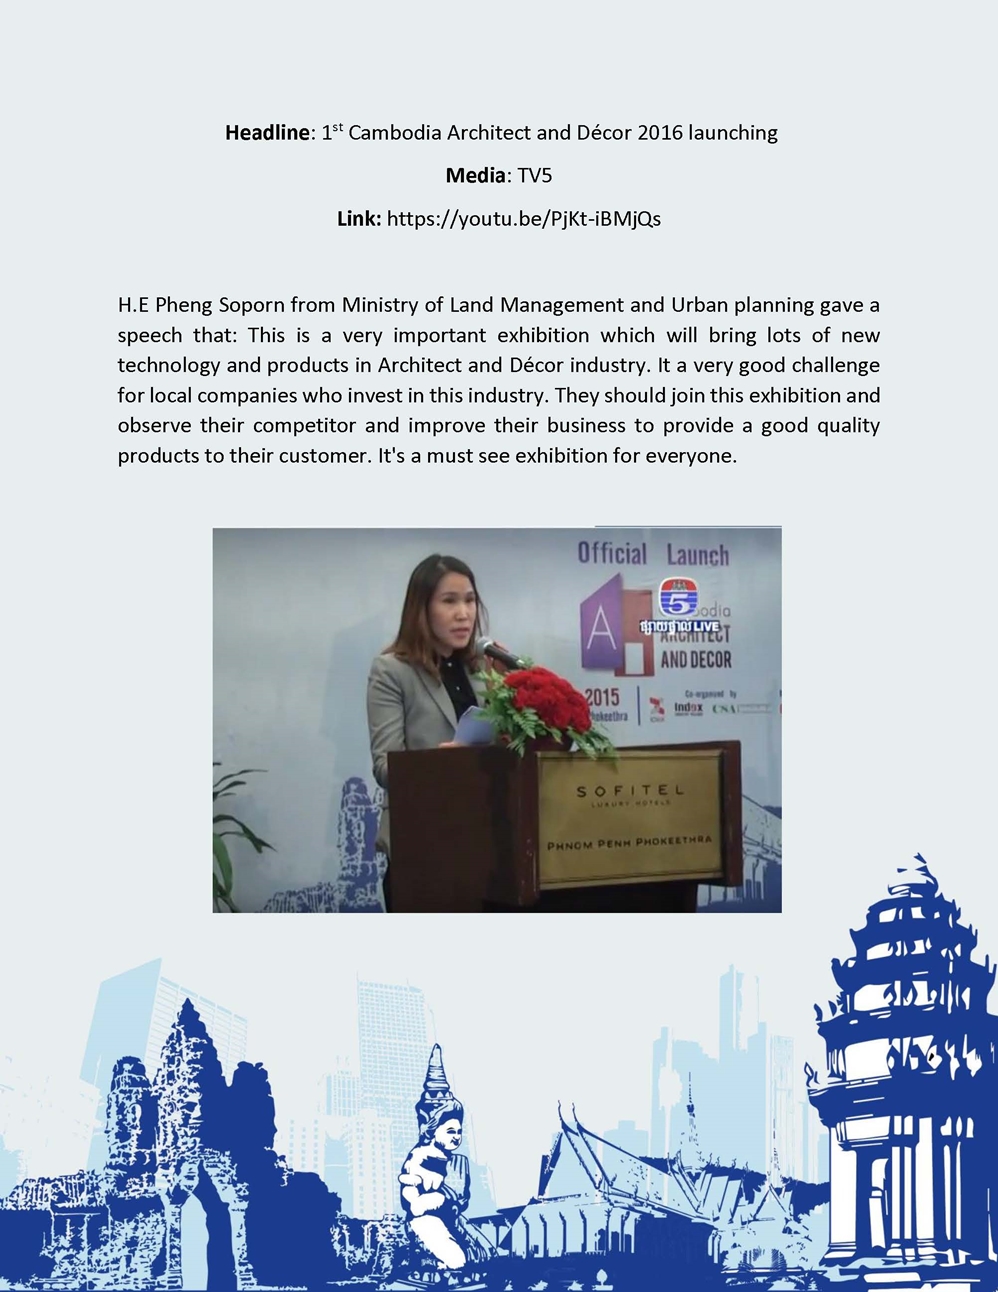 Headline: 1st Cambodia Architect and Décor 2016 launching
Media: TV5
Link: https://youtu.be/PjKt-iBMjQs
H.E Pheng Soporn from Ministry of Land Management and Urban planning gave a
speech that: This is a very important exhibition which will bring lots of new
technology and products in Architect and Décor industry. It a very good challenge
for local companies who invest in this industry. They should join this exhibition and
observe their competitor and improve their business to provide a good quality
products to their customer. It's a must see exhibition for everyone.
Official Launch
A
5
odia
ផ្សាយផ្ទាល់ LIVE
ARCHITECT
AND DECOR
2015
hokeethra
Co-organized by
Index
CSA
SOFITEL
LUXURY HOTELS
PHNOM PENH PHOKEETHRA